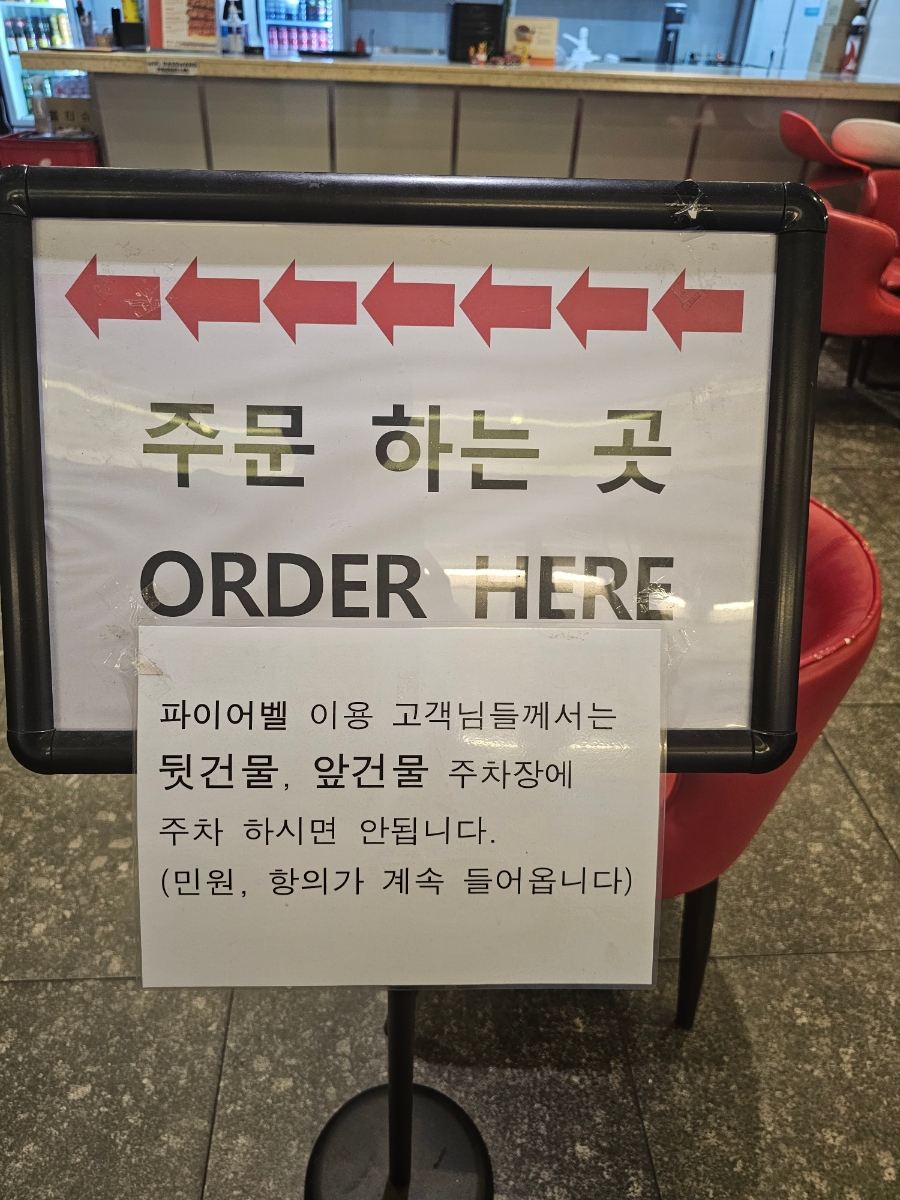 주문 하는 곳
ORDER HERE
파이어벨 이용 고객님들께서는
뒷건물, 앞건물 주차장에
주차 하시면 안됩니다.
(민원, 항의가 계속 들어옵니다)